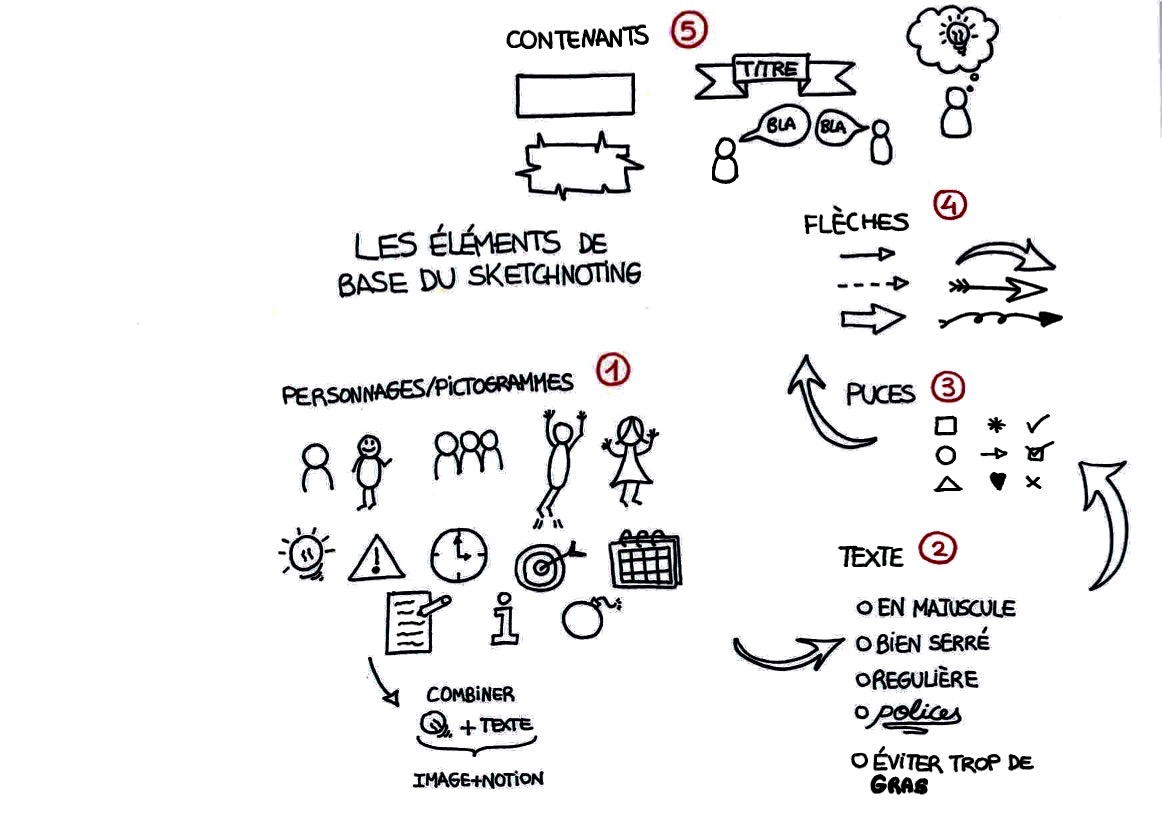 LES ÉLÉMENTS DE
BASE DU SKETCHNOTING
PERSONNAGES/PICTOGRAMMES 1
COMBINER
+ TEXTE
IMAGE+NOTION
TEXTE 2
EN MAJUSCULE
BIEN SERRÉ
REGULIÈRE
polices
ÉVITER TROP DE
GRAS
PUCES 3
FLÈCHES 4
CONTENANTS 5
TITRE
BLA BLA